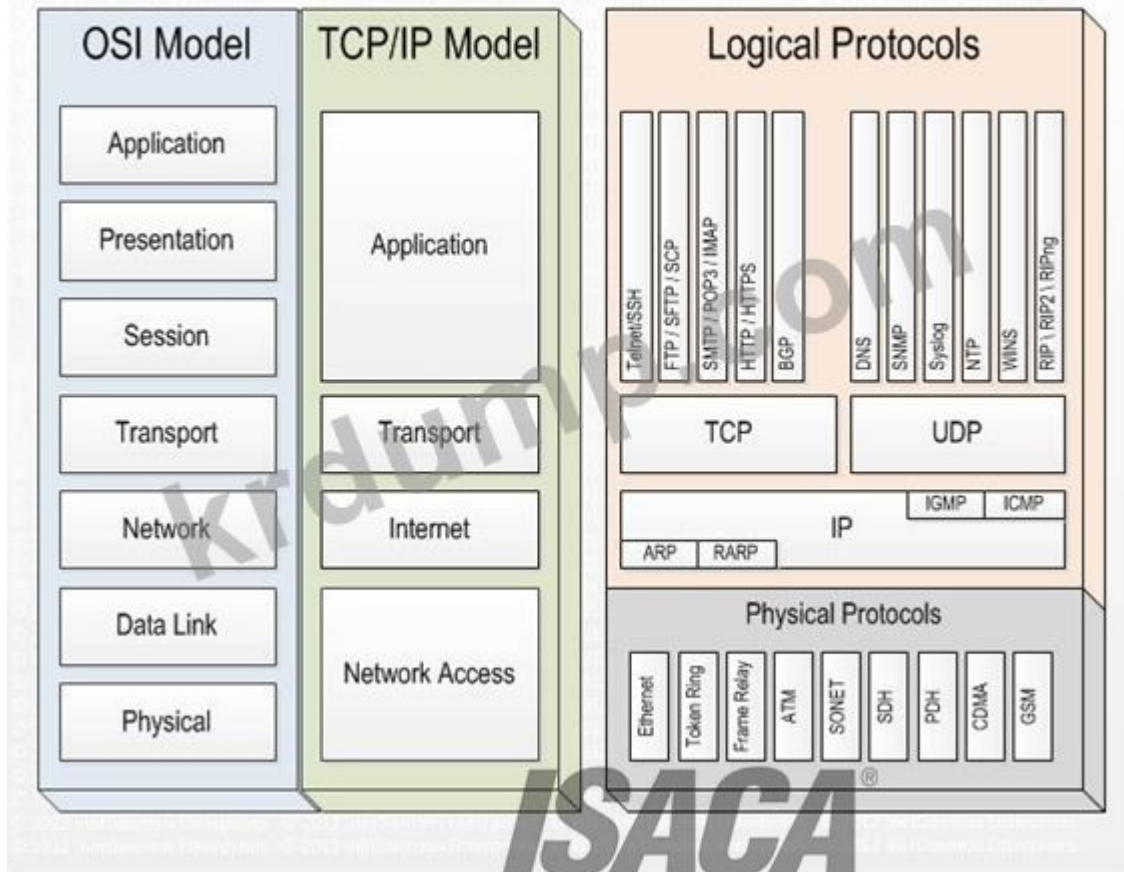 OSI Model
TCP/IP Model
Logical Protocols
Application
Presentation
Session
Transport
Network
Data Link
Physical
Application
Transport
Internet
Network Access
Telnet/SSH
FTP / SFTP / SCP
SMTP / POP3 / IMAP
HTTP / HTTPS
BGP
DNS
SNMP
Syslog
NTP
WINS
RIP \ RIP2 \ RIPng
TCP
UDP
IP
IGMP
ICMP
ARP
RARP
Physical Protocols
Ethernet
Token Ring
Frame Relay
ATM
SONET
SDH
PDH
CDMA
GSM
krdump.com
ISACA®